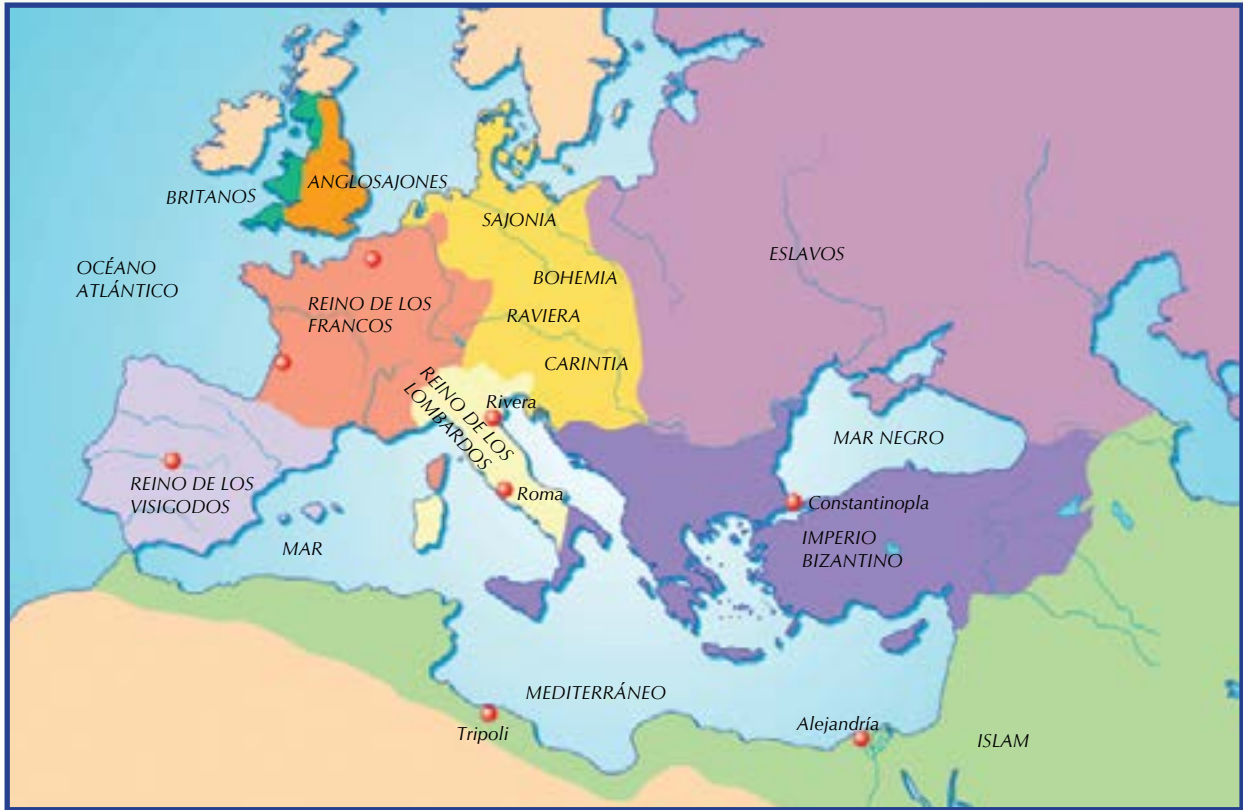 BRITANOS
ANGLOSAJONES
SAJONIA
ESLAVOS
OCÉANO
ATLÁNTICO
BOHEMIA
REINO DE LOS
FRANCOS
RAVIERA
CARINTIA
REINO DE LOS
LOMBARDOS
Rivera
MAR NEGRO
REINO DE LOS
VISIGODOS
Roma
Constantinopla
IMPERIO
BIZANTINO
MAR
MEDITERRÁNEO
Tripoli
Alejandría
ISLAM